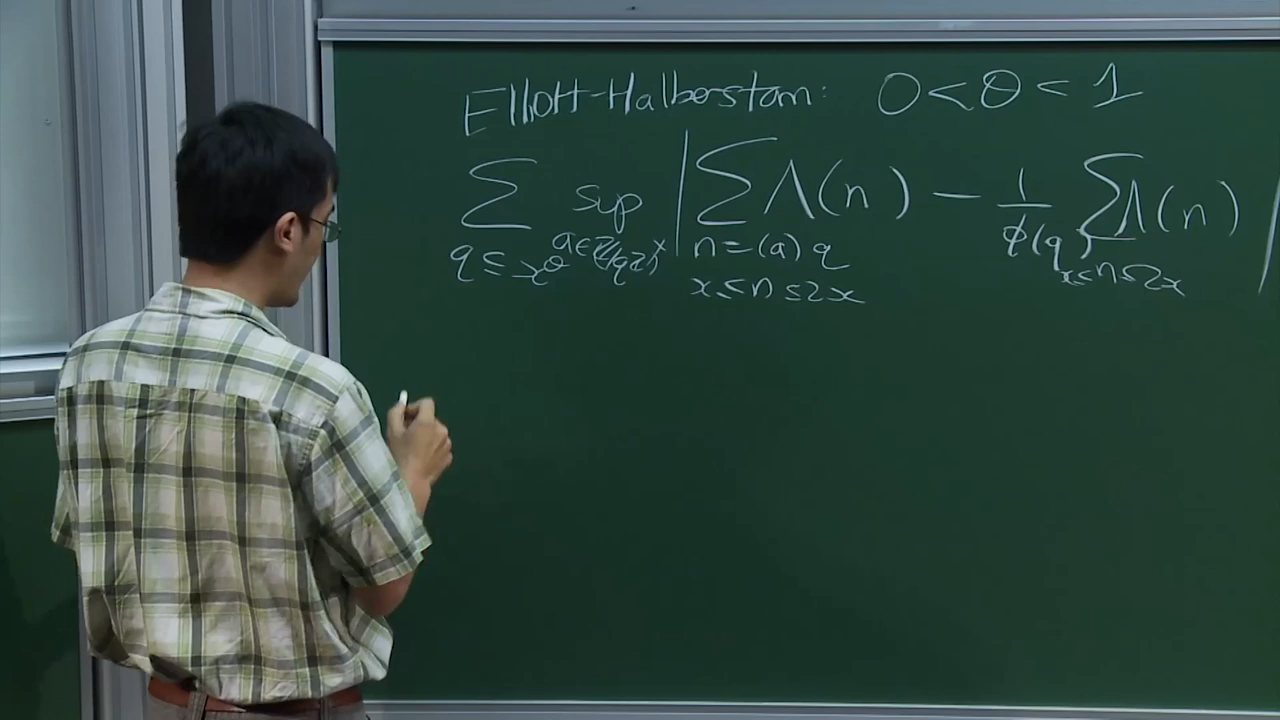 Elliott-Halberstam: 0 < θ < 1
∑ sup | ∑ Λ(n) − 1/φ(q) ∑ Λ(n) |
q ≤ x^θ a∈(ℤ/qℤ)^× n=(a) q x≤n≤2x
x≤n≤2x